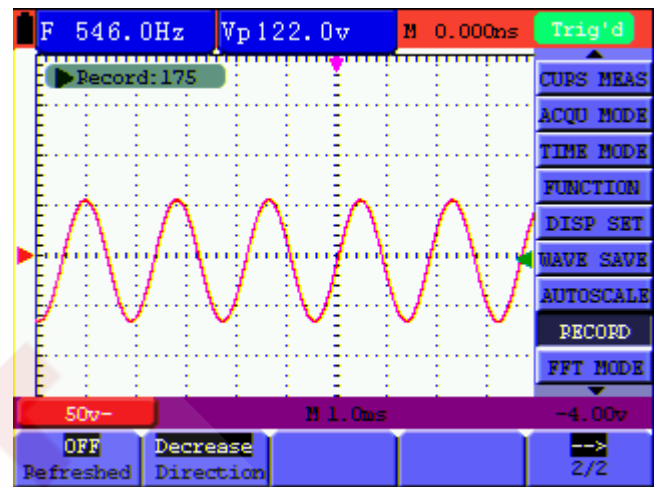 F 546.0Hz Vp122.0v M 0.000ns Trig'd
Record:175
CURS MEAS
ACQU MODE
TIME MODE
FUNCTION
DISP SET
WAVE SAVE
AUTOSCALE
RECORD
FFT MODE
50v~ M 1.0ms -4.00v
OFF Decrease -->
Refreshed Direction 2/2